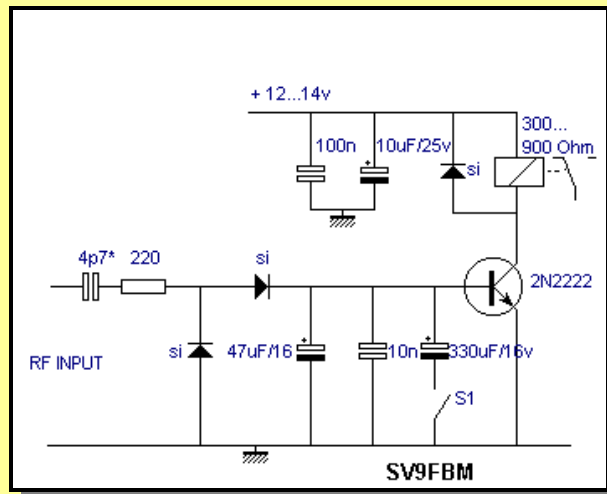 + 12...14v
300...
900 Ohm
100n
10uF/25v
si
4p7* 220
si
2N2222
RF INPUT
si
47uF/16
10n
330uF/16v
S1
SV9FBM